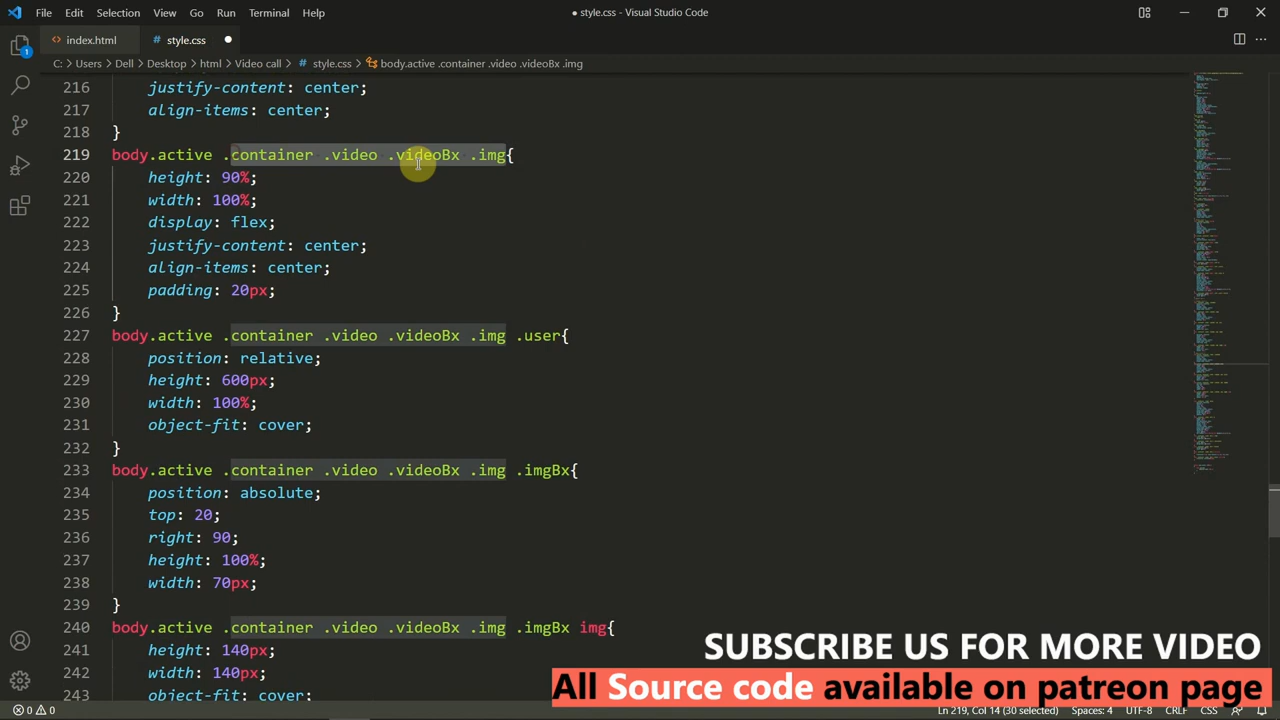 File Edit Selection View Go Run Terminal Help
● style.css - Visual Studio Code
index.html
style.css
C: > Users > Dell > Desktop > html > Video call > style.css > body.active .container .video .videoBx .img
216 justify-content: center;
217 align-items: center;
218 }
219 body.active .container .video .videoBx .img{
220 height: 90%;
221 width: 100%;
222 display: flex;
223 justify-content: center;
224 align-items: center;
225 padding: 20px;
226 }
227 body.active .container .video .videoBx .img .user{
228 position: relative;
229 height: 600px;
230 width: 100%;
231 object-fit: cover;
232 }
233 body.active .container .video .videoBx .img .imgBx{
234 position: absolute;
235 top: 20;
236 right: 90;
237 height: 100%;
238 width: 70px;
239 }
240 body.active .container .video .videoBx .img .imgBx img{
241 height: 140px;
242 width: 140px;
243 object-fit: cover;
SUBSCRIBE US FOR MORE VIDEO
All Source code available on patreon page
0 0
Ln 219, Col 14 (30 selected) Spaces: 4 UTF-8 CRLF CSS
1